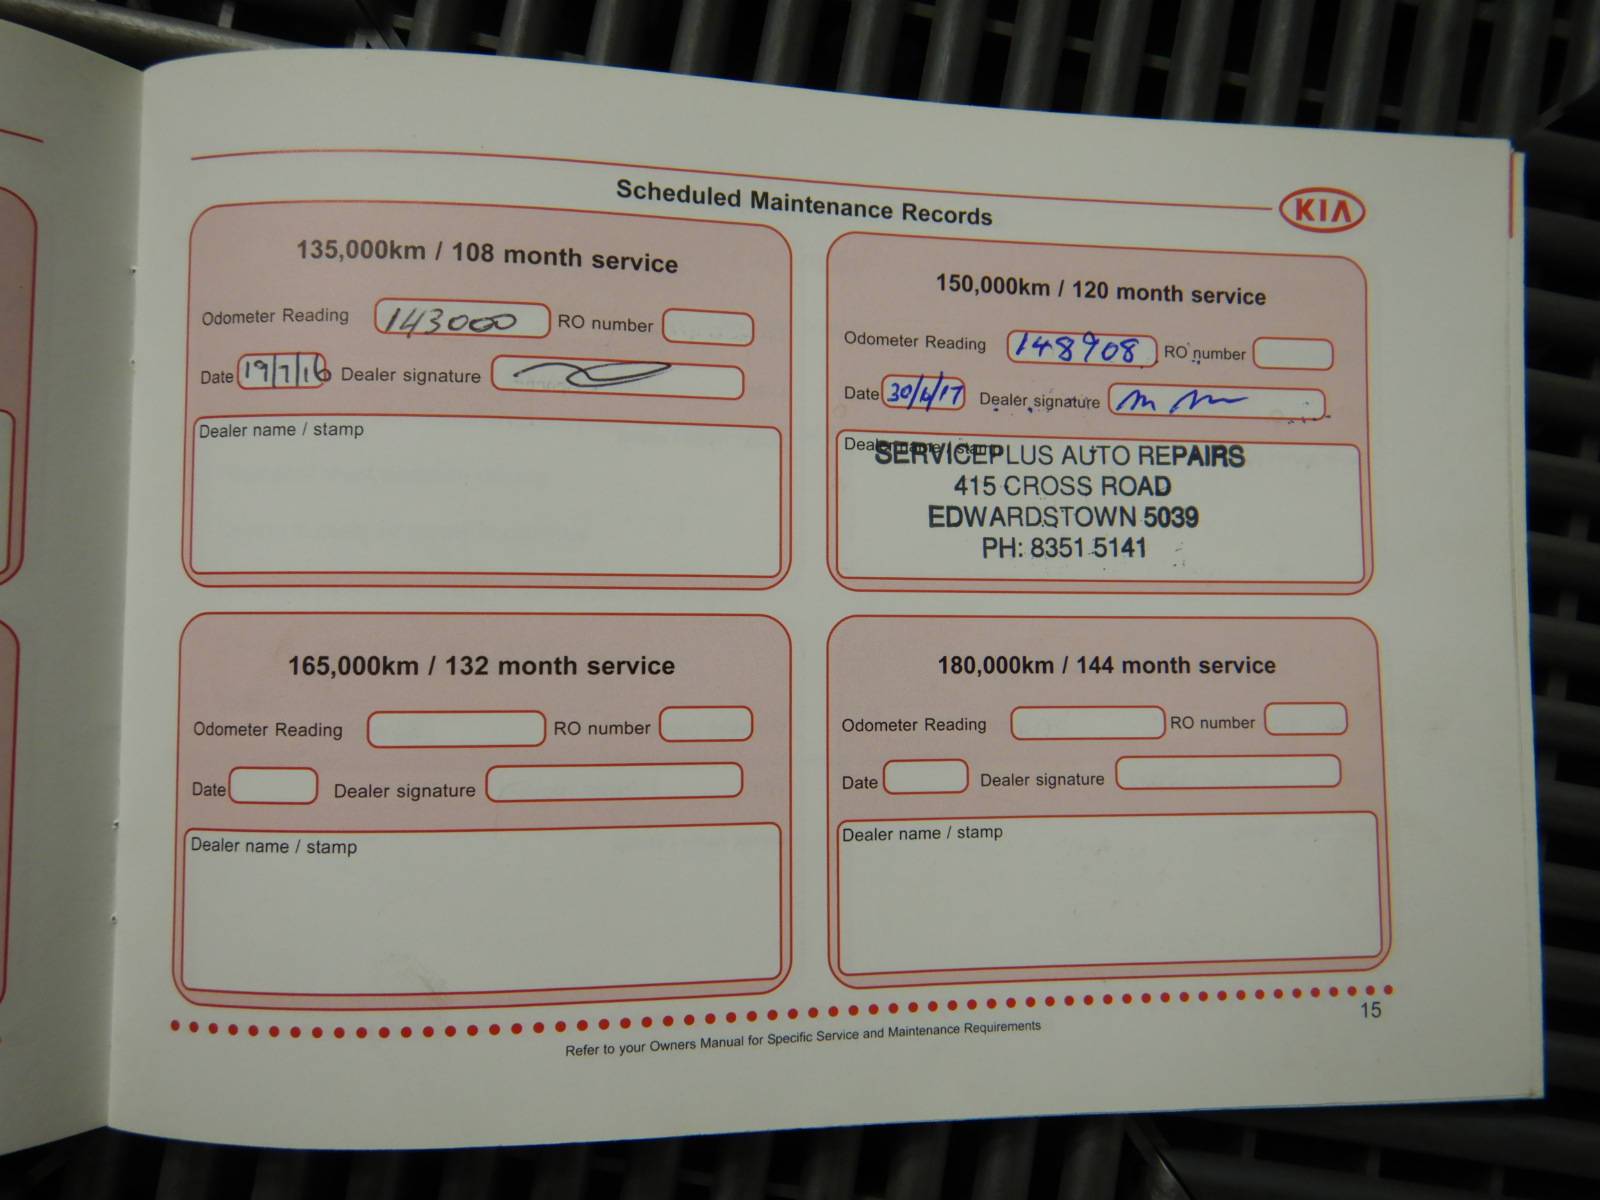 Scheduled Maintenance Records
KIA
135,000km / 108 month service
Odometer Reading 143000 RO number
Date 19/7/16 Dealer signature
Dealer name / stamp
150,000km / 120 month service
Odometer Reading 148908 RO number
Date 30/6/17 Dealer signature
Dealer name / stamp
SERVICEPLUS AUTO REPAIRS
415 CROSS ROAD
EDWARDSTOWN 5039
PH: 8351 5141
165,000km / 132 month service
Odometer Reading RO number
Date Dealer signature
Dealer name / stamp
180,000km / 144 month service
Odometer Reading RO number
Date Dealer signature
Dealer name / stamp
15
Refer to your Owners Manual for Specific Service and Maintenance Requirements